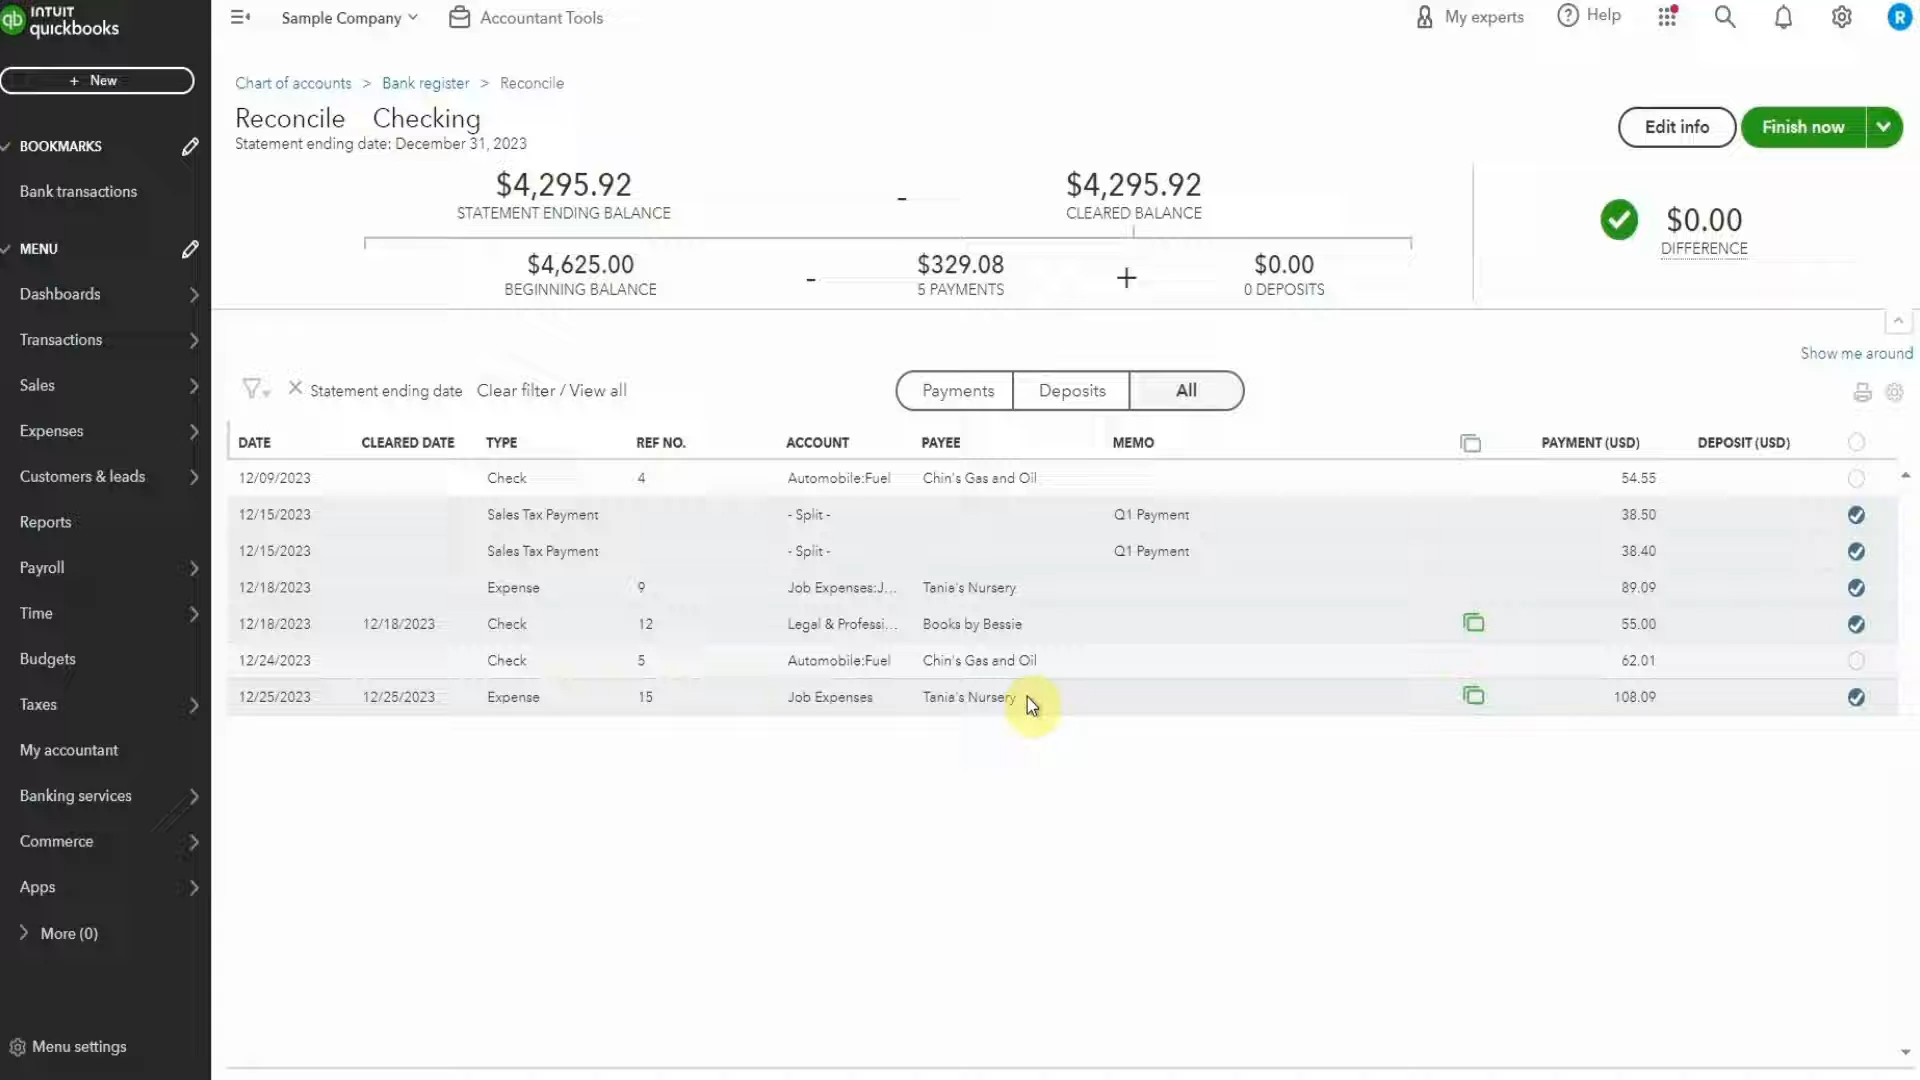 INTUIT
qb quickbooks
Sample Company
Accountant Tools
My experts
Help
R
+ New
BOOKMARKS
Bank transactions
MENU
Dashboards
Transactions
Sales
Expenses
Customers & leads
Reports
Payroll
Time
Budgets
Taxes
My accountant
Banking services
Commerce
Apps
More (0)
Menu settings
Chart of accounts > Bank register > Reconcile
Reconcile Checking
Statement ending date: December 31, 2023
Edit info
Finish now
$4,295.92 - $4,295.92
STATEMENT ENDING BALANCE CLEARED BALANCE
$4,625.00 - $329.08 + $0.00
BEGINNING BALANCE 5 PAYMENTS 0 DEPOSITS
$0.00
DIFFERENCE
Show me around
Statement ending date Clear filter / View all
Payments Deposits All
DATE CLEARED DATE TYPE REF NO. ACCOUNT PAYEE MEMO PAYMENT (USD) DEPOSIT (USD)
12/09/2023 Check 4 Automobile:Fuel Chin's Gas and Oil 54.55
12/15/2023 Sales Tax Payment - Split - Q1 Payment 38.50
12/15/2023 Sales Tax Payment - Split - Q1 Payment 38.40
12/18/2023 Expense 9 Job Expenses:J... Tania's Nursery 89.09
12/18/2023 12/18/2023 Check 12 Legal & Professi... Books by Bessie 55.00
12/24/2023 Check 5 Automobile:Fuel Chin's Gas and Oil 62.01
12/25/2023 12/25/2023 Expense 15 Job Expenses Tania's Nursery 108.09